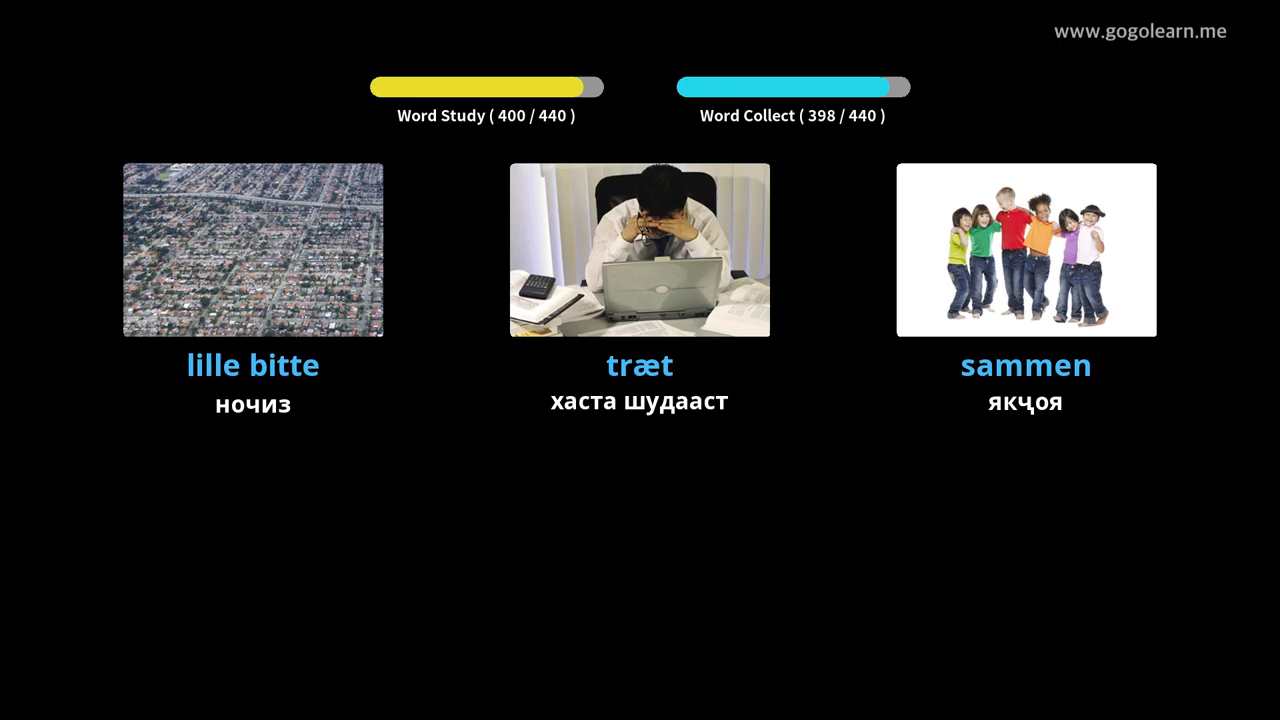 www.gogolearn.me
Word Study ( 400 / 440 )
Word Collect ( 398 / 440 )
lille bitte
ночиз
træt
хаста шудааст
sammen
якҷоя